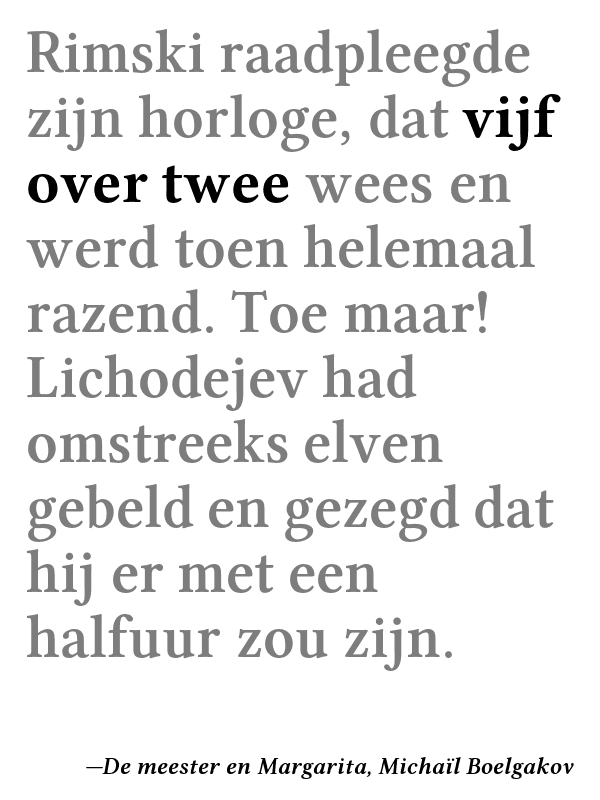 Rimski raadpleegde
zijn horloge, dat vijf
over twee wees en
werd toen helemaal
razend. Toe maar!
Lichodejev had
omstreeks elven
gebeld en gezegd dat
hij er met een
halfuur zou zijn.
—De meester en Margarita, Michaïl Boelgakov